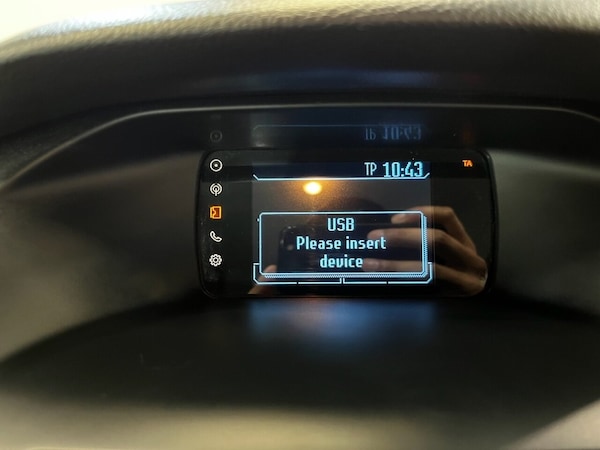 TP 10:43 TA
USB
Please insert
device